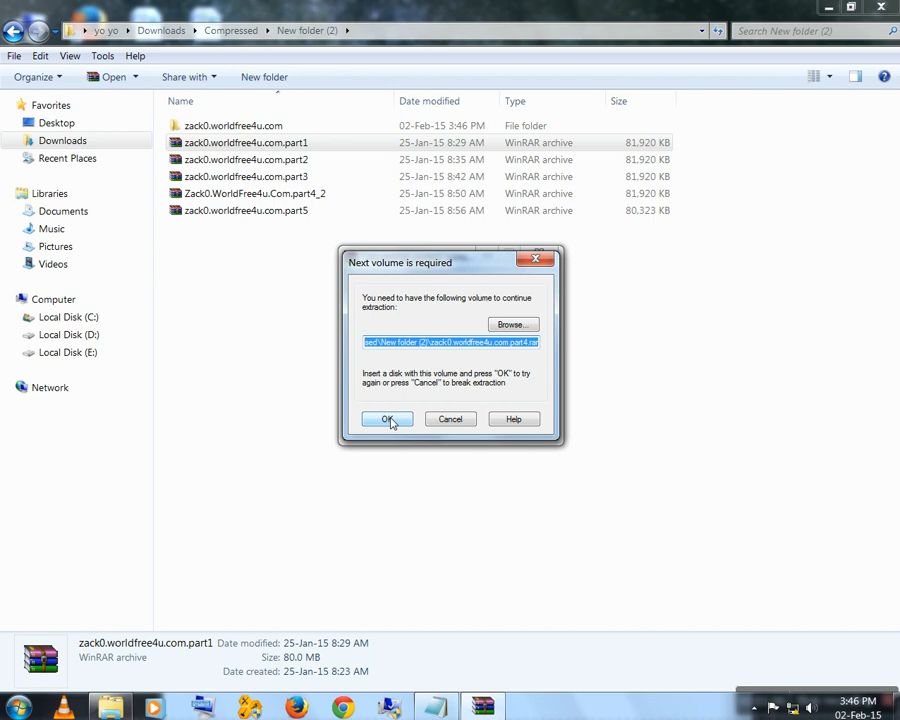 yo yo ▸ Downloads ▸ Compressed ▸ New folder (2) ▸
Search New folder (2)
File Edit View Tools Help
Organize Open Share with New folder
Favorites
Desktop
Downloads
Recent Places
Libraries
Documents
Music
Pictures
Videos
Computer
Local Disk (C:)
Local Disk (D:)
Local Disk (E:)
Network
Name Date modified Type Size
zack0.worldfree4u.com 02-Feb-15 3:46 PM File folder
zack0.worldfree4u.com.part1 25-Jan-15 8:29 AM WinRAR archive 81,920 KB
zack0.worldfree4u.com.part2 25-Jan-15 8:35 AM WinRAR archive 81,920 KB
zack0.worldfree4u.com.part3 25-Jan-15 8:42 AM WinRAR archive 81,920 KB
Zack0.WorldFree4u.Com.part4_2 25-Jan-15 8:50 AM WinRAR archive 81,920 KB
zack0.worldfree4u.com.part5 25-Jan-15 8:56 AM WinRAR archive 80,323 KB
Next volume is required
You need to have the following volume to continue
extraction:
Browse...
sed\New folder (2)\zack0.worldfree4u.com.part4.rar
Insert a disk with this volume and press "OK" to try
again or press "Cancel" to break extraction
OK Cancel Help
zack0.worldfree4u.com.part1 Date modified: 25-Jan-15 8:29 AM
WinRAR archive Size: 80.0 MB
Date created: 25-Jan-15 8:23 AM
3:46 PM
02-Feb-15